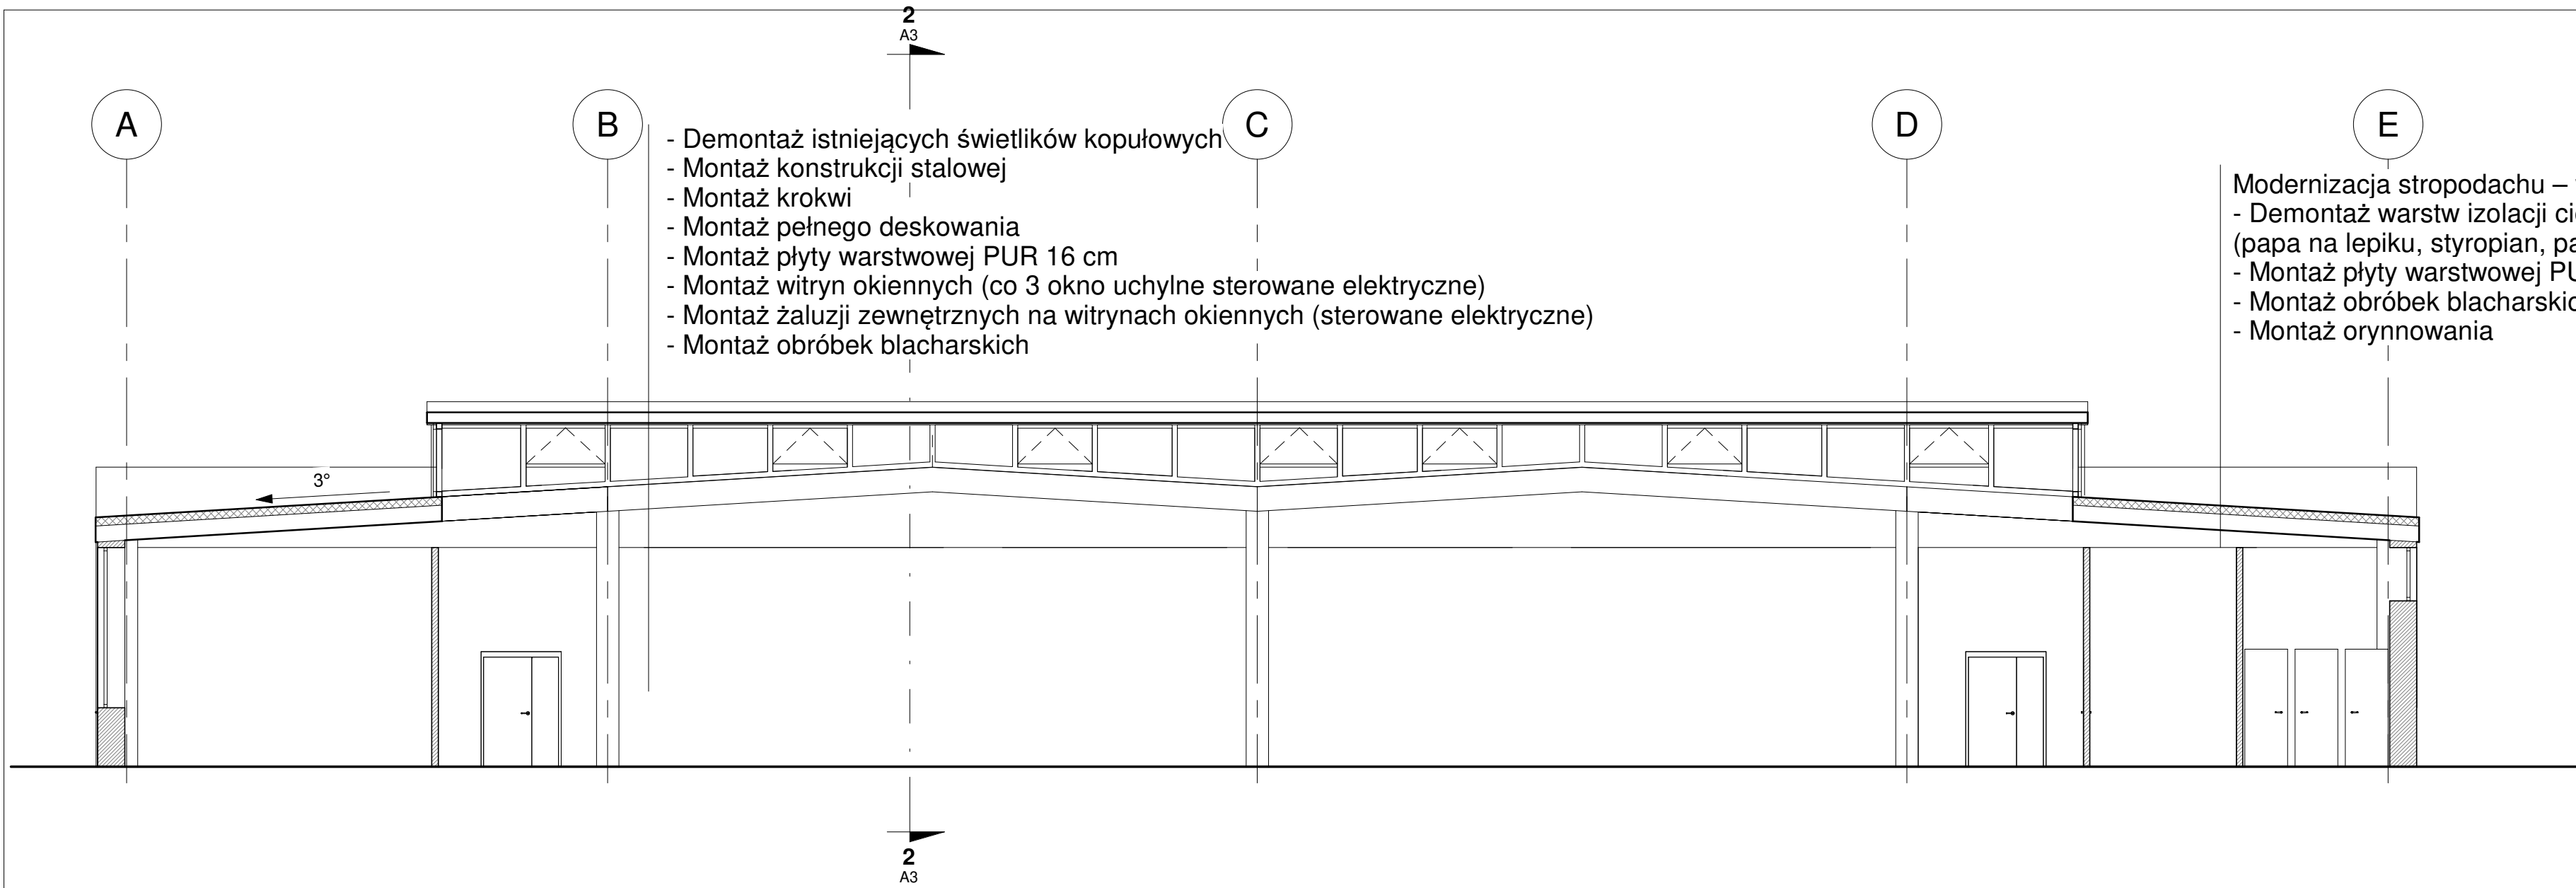 2
A3
A
B
C
D
E
- Demontaż istniejących świetlików kopułowych
- Montaż konstrukcji stalowej
- Montaż krokwi
- Montaż pełnego deskowania
- Montaż płyty warstwowej PUR 16 cm
- Montaż witryn okiennych (co 3 okno uchylne sterowane elektryczne)
- Montaż żaluzji zewnętrznych na witrynach okiennych (sterowane elektryczne)
- Montaż obróbek blacharskich
Modernizacja stropodachu –
- Demontaż warstw izolacji
(papa na lepiku, styropian,
- Montaż płyty warstwowej
- Montaż obróbek
- Montaż orynnowania
3°
2
A3